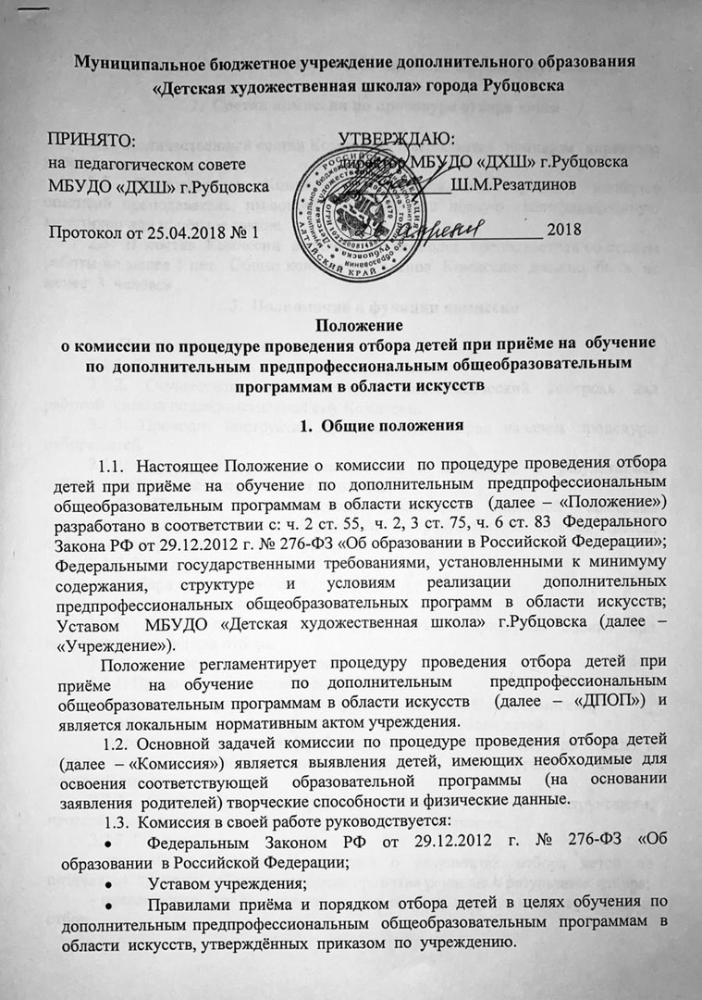 Муниципальное бюджетное учреждение дополнительного образования
«Детская художественная школа» города Рубцовска
ПРИНЯТО:
на педагогическом совете
МБУДО «ДХШ» г.Рубцовска
Протокол от 25.04.2018 № 1
УТВЕРЖДАЮ:
директор МБУДО «ДХШ» г.Рубцовска
Ш.М.Резатдинов
апреля 2018
АЛТАЙСКИЙ КРАЙ
Положение
о комиссии по процедуре проведения отбора детей при приёме на обучение
по дополнительным предпрофессиональным общеобразовательным
программам в области искусств
1. Общие положения
1.1. Настоящее Положение о комиссии по процедуре проведения отбора
детей при приёме на обучение по дополнительным предпрофессиональным
общеобразовательным программам в области искусств (далее – «Положение»)
разработано в соответствии с: ч. 2 ст. 55, ч. 2, 3 ст. 75, ч. 6 ст. 83 Федерального
Закона РФ от 29.12.2012 г. № 276-ФЗ «Об образовании в Российской Федерации»;
Федеральными государственными требованиями, установленными к минимуму
содержания, структуре и условиям реализации дополнительных
предпрофессиональных общеобразовательных программ в области искусств;
Уставом МБУДО «Детская художественная школа» г.Рубцовска (далее –
«Учреждение»).
Положение регламентирует процедуру проведения отбора детей при
приёме на обучение по дополнительным предпрофессиональным
общеобразовательным программам в области искусств (далее – «ДПОП») и
является локальным нормативным актом учреждения.
1.2. Основной задачей комиссии по процедуре проведения отбора детей
(далее – «Комиссия») является выявления детей, имеющих необходимые для
освоения соответствующей образовательной программы (на основании
заявления родителей) творческие способности и физические данные.
1.3. Комиссия в своей работе руководствуется:
• Федеральным Законом РФ от 29.12.2012 г. № 276-ФЗ «Об
образовании в Российской Федерации;
• Уставом учреждения;
• Правилами приёма и порядком отбора детей в целях обучения по
дополнительным предпрофессиональным общеобразовательным программам в
области искусств, утверждённых приказом по учреждению.